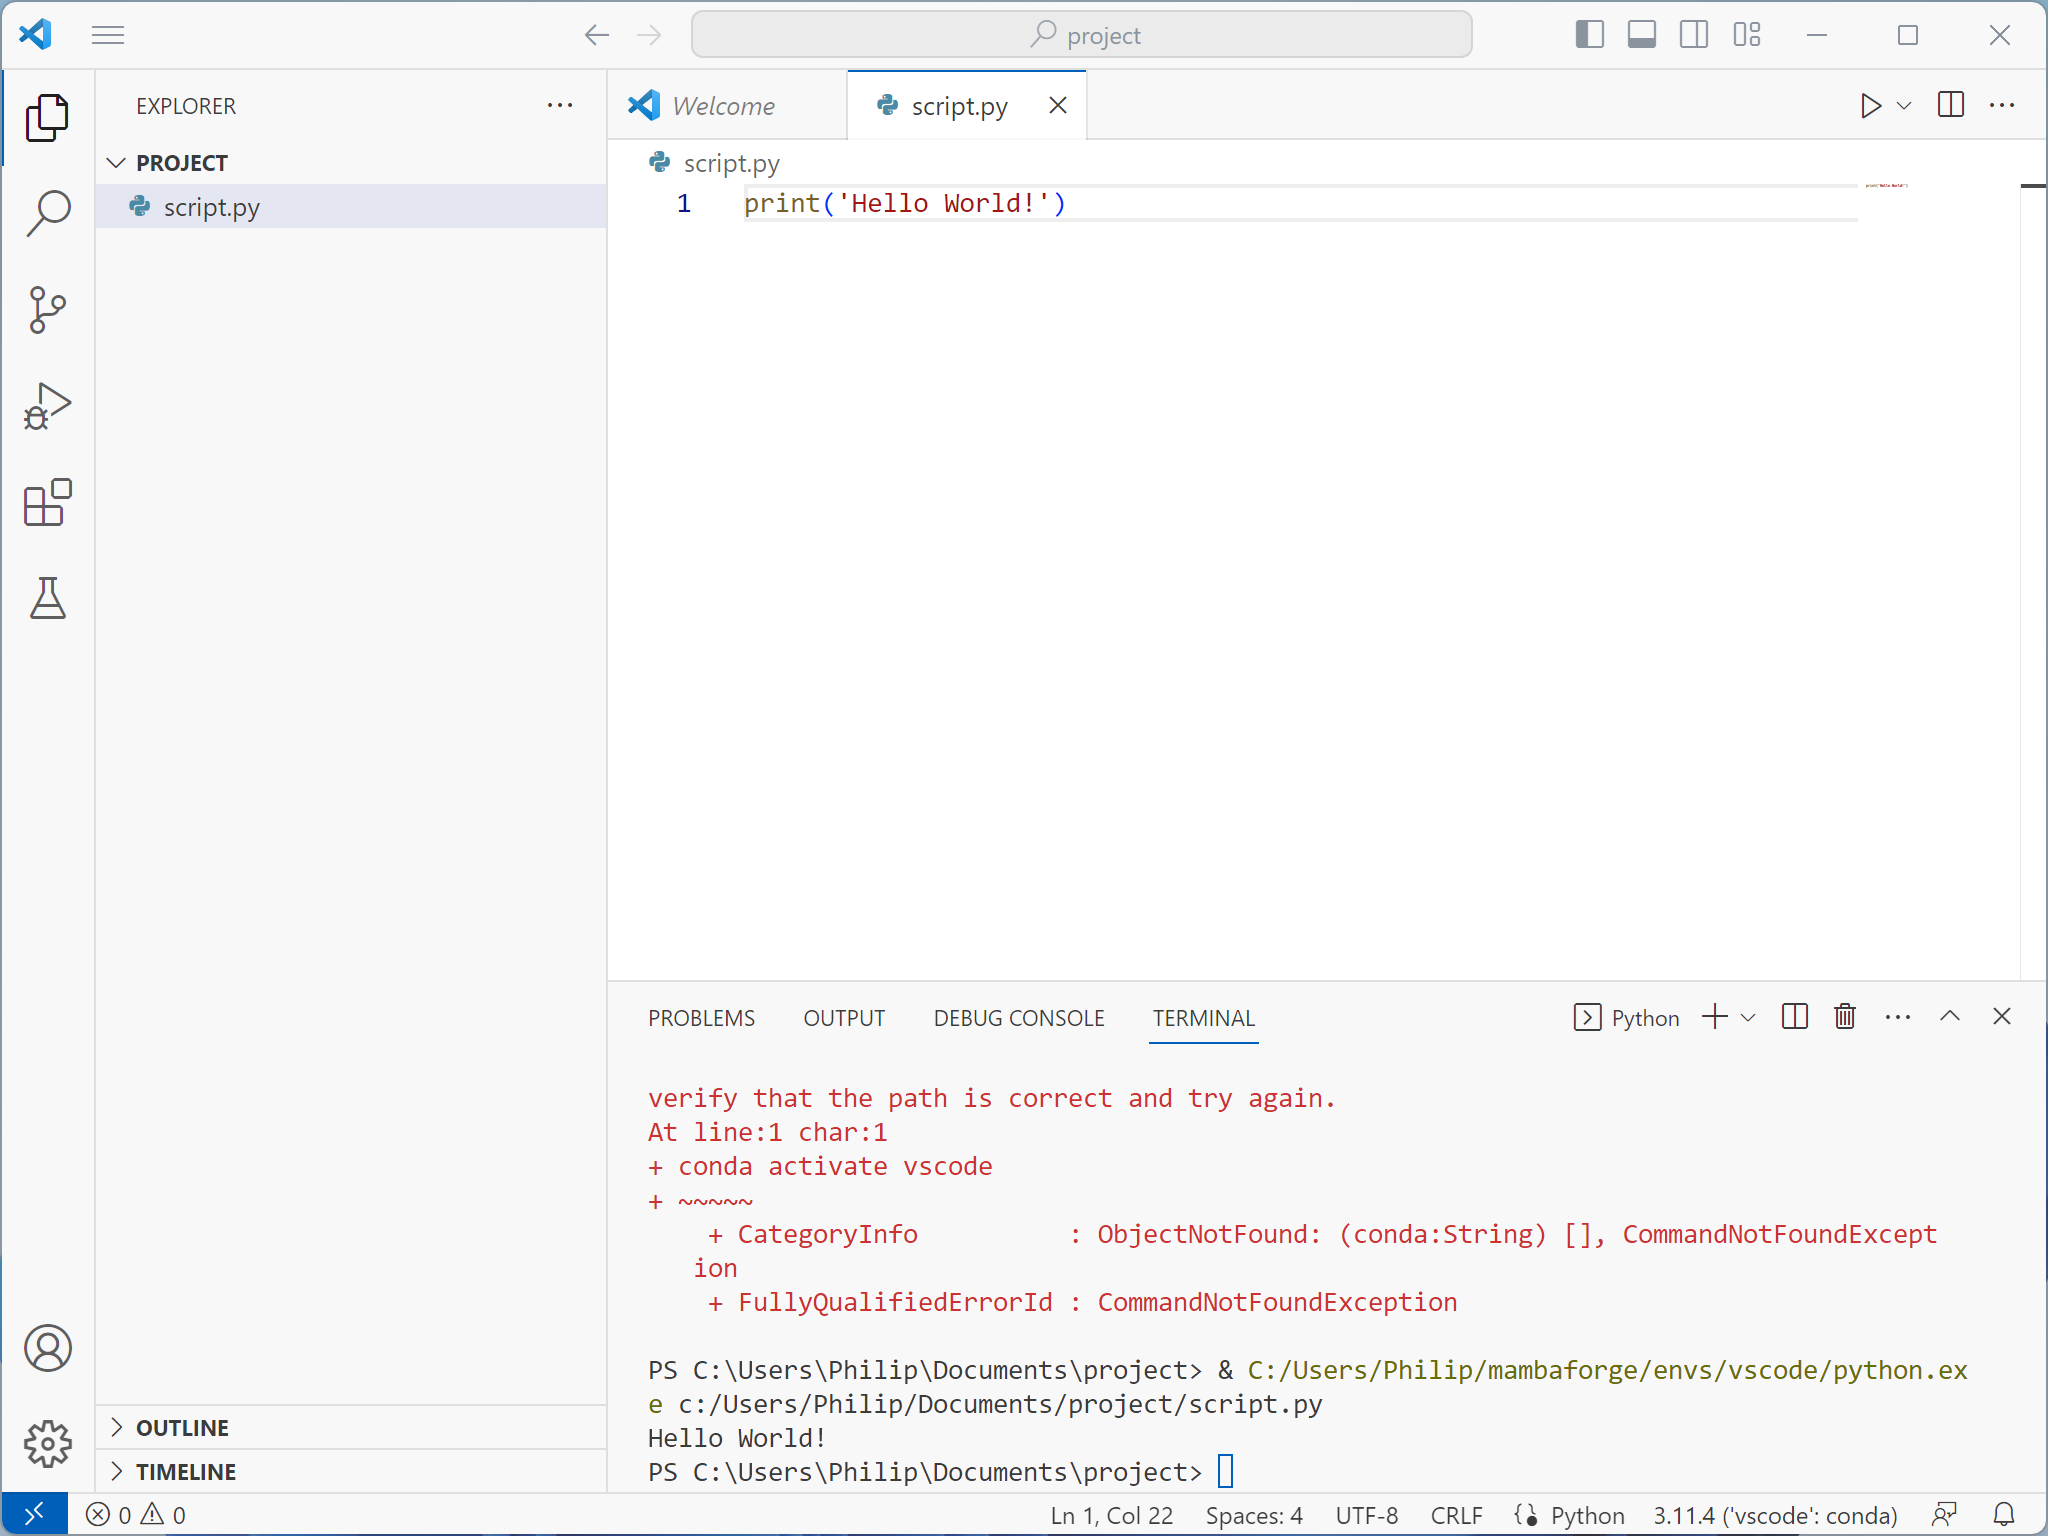 project
EXPLORER
Welcome
script.py
PROJECT
script.py
script.py
1 print('Hello World!')
PROBLEMS OUTPUT DEBUG CONSOLE TERMINAL Python
verify that the path is correct and try again.
At line:1 char:1
+ conda activate vscode
+ ~~~~~
    + CategoryInfo          : ObjectNotFound: (conda:String) [], CommandNotFoundExcept
   ion
    + FullyQualifiedErrorId : CommandNotFoundException
PS C:\Users\Philip\Documents\project> & C:/Users/Philip/mambaforge/envs/vscode/python.ex
e c:/Users/Philip/Documents/project/script.py
Hello World!
PS C:\Users\Philip\Documents\project>
OUTLINE
TIMELINE
0 0 Ln 1, Col 22 Spaces: 4 UTF-8 CRLF Python 3.11.4 ('vscode': conda)